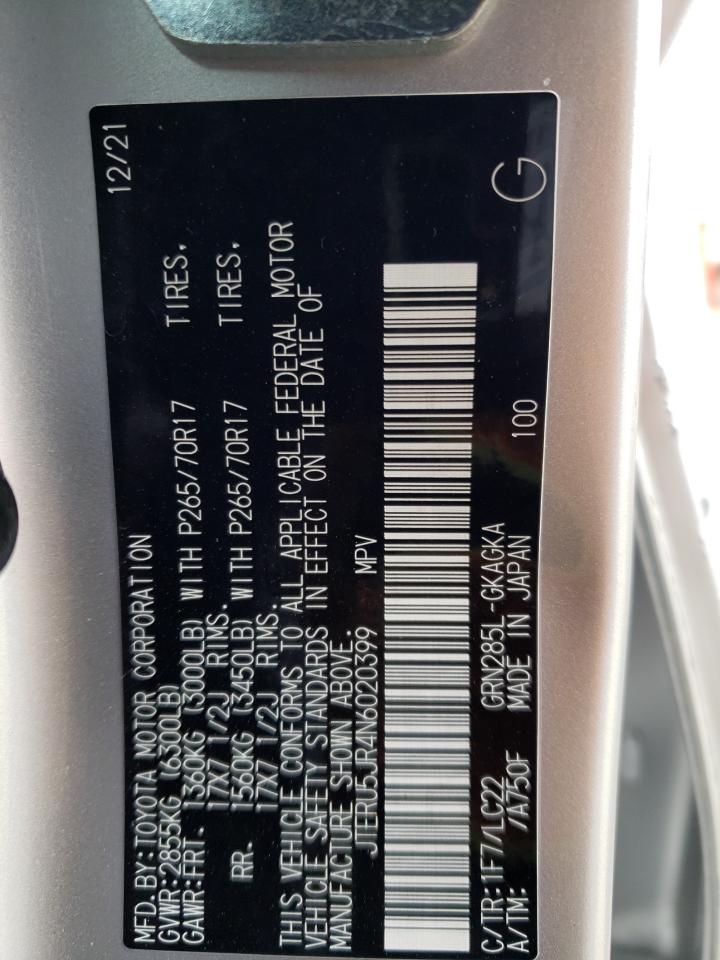 MFD. BY: TOYOTA MOTOR CORPORATION 12/21
GVWR: 2855KG (6300LB)
GAWR: FRT. 1360KG (3000LB) WITH P265/70R17 TIRES,
17X7 1/2J RIMS.
RR. 1560KG (3450LB) WITH P265/70R17 TIRES,
17X7 1/2J RIMS.
THIS VEHICLE CONFORMS TO ALL APPLICABLE FEDERAL MOTOR
VEHICLE SAFETY STANDARDS IN EFFECT ON THE DATE OF
MANUFACTURE SHOWN ABOVE.
JTERU5JR4N6020399 MPV
C/TR: 1F7/LC22 GRN285L-GKAGKA
A/TM: /A750F MADE IN JAPAN 100 G